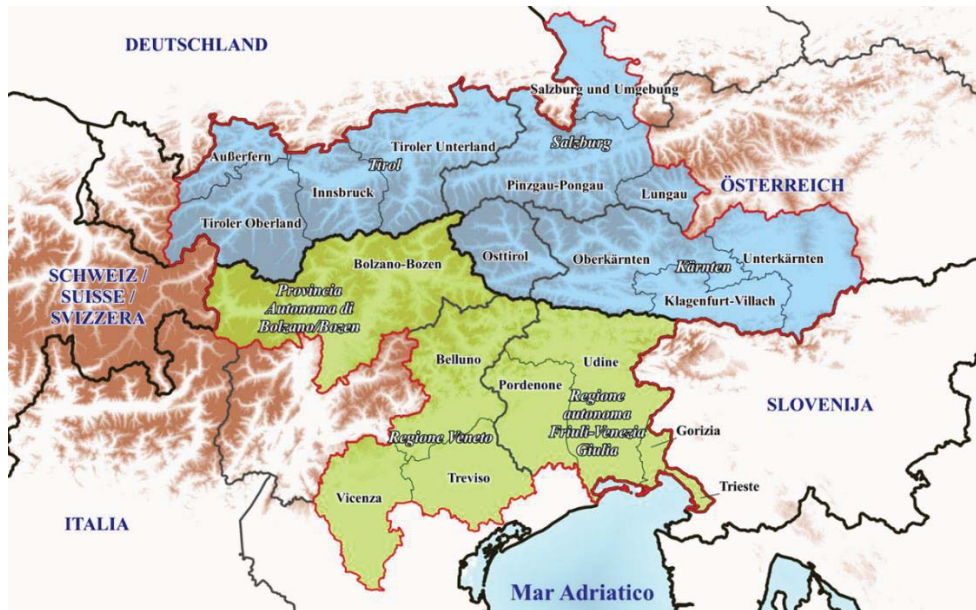 DEUTSCHLAND
Salzburg und Umgebung
Außerfern
Tiroler Unterland
Tirol
Salzburg
Innsbruck
Pinzgau-Pongau
Lungau
ÖSTERREICH
Tiroler Oberland
Bolzano-Bozen
Osttirol
Oberkärnten
Kärnten
Unterkärnten
SCHWEIZ /
SUISSE /
SVIZZERA
Provincia
Autonoma di
Bolzano/Bozen
Klagenfurt-Villach
Belluno
Udine
Pordenone
Regione
autonoma
Friuli-Venezia
Giulia
SLOVENIJA
Gorizia
Regione Veneto
Treviso
Vicenza
Trieste
ITALIA
Mar Adriatico